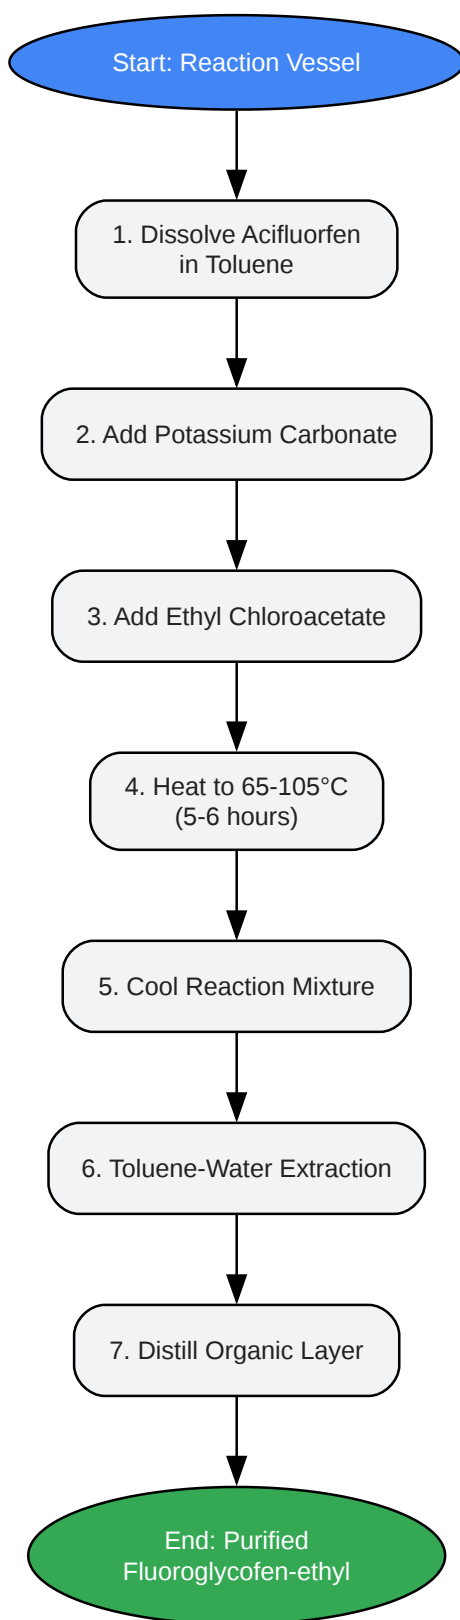 Start: Reaction Vessel
1. Dissolve Acifluorfen
in Toluene
2. Add Potassium Carbonate
3. Add Ethyl Chloroacetate
4. Heat to 65-105°C
(5-6 hours)
5. Cool Reaction Mixture
6. Toluene-Water Extraction
7. Distill Organic Layer
End: Purified
Fluoroglycofen-ethyl